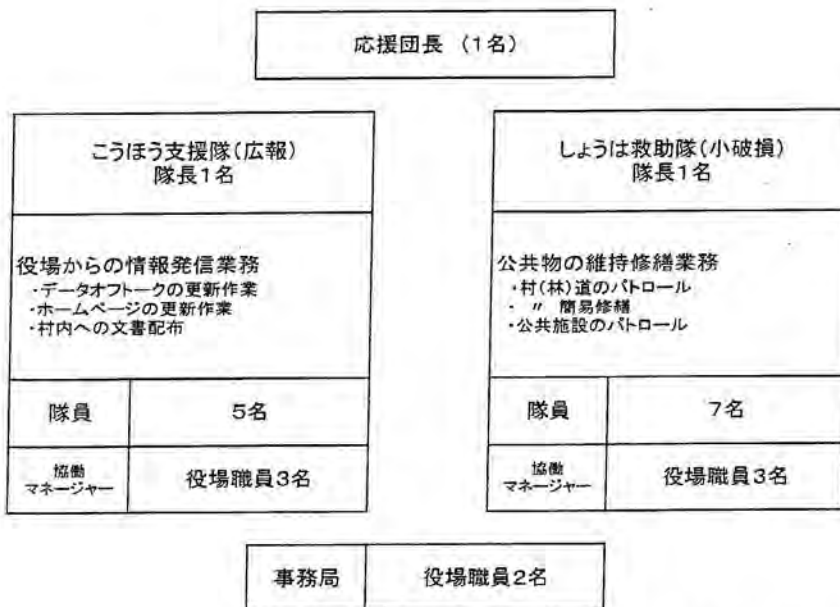 応援団長 (1名)
こうほう支援隊(広報)
隊長1名
役場からの情報発信業務
・データオフトークの更新作業
・ホームページの更新作業
・村内への文書配布
隊員 5名
協働
マネージャー 役場職員3名
しょうは救助隊(小破損)
隊長1名
公共物の維持修繕業務
・村(林)道のパトロール
・ 〃 簡易修繕
・公共施設のパトロール
隊員 7名
協働
マネージャー 役場職員3名
事務局 役場職員2名